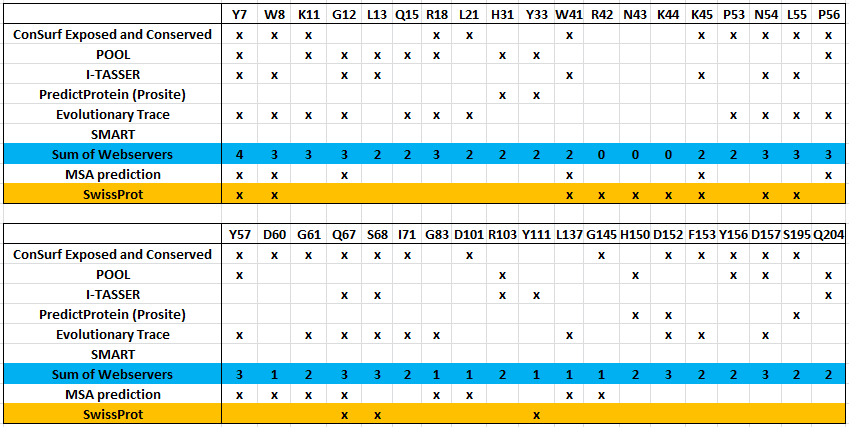 Y7 W8 K11 G12 L13 Q15 R18 L21 H31 Y33 W41 R42 N43 K44 K45 P53 N54 L55 P56
ConSurf Exposed and Conserved x x x x x x x x x x x
POOL x x x x x x x x x
I-TASSER x x x x x x x x
PredictProtein (Prosite) x x
Evolutionary Trace x x x x x x x x x x x
SMART
Sum of Webservers 4 3 3 3 2 2 3 2 2 2 2 0 0 0 2 2 3 3 3
MSA prediction x x x x x x
SwissProt x x x x x x x x x
Y57 D60 G61 Q67 S68 I71 G83 D101 R103 Y111 L137 G145 H150 D152 F153 Y156 D157 S195 Q204
ConSurf Exposed and Conserved x x x x x x x x x x x x x
POOL x x x x x x
I-TASSER x x x x x
PredictProtein (Prosite) x x x
Evolutionary Trace x x x x x x x x x x
SMART
Sum of Webservers 3 1 2 3 3 2 1 1 2 1 1 1 2 3 2 2 3 2 2
MSA prediction x x x x x x x x
SwissProt x x x